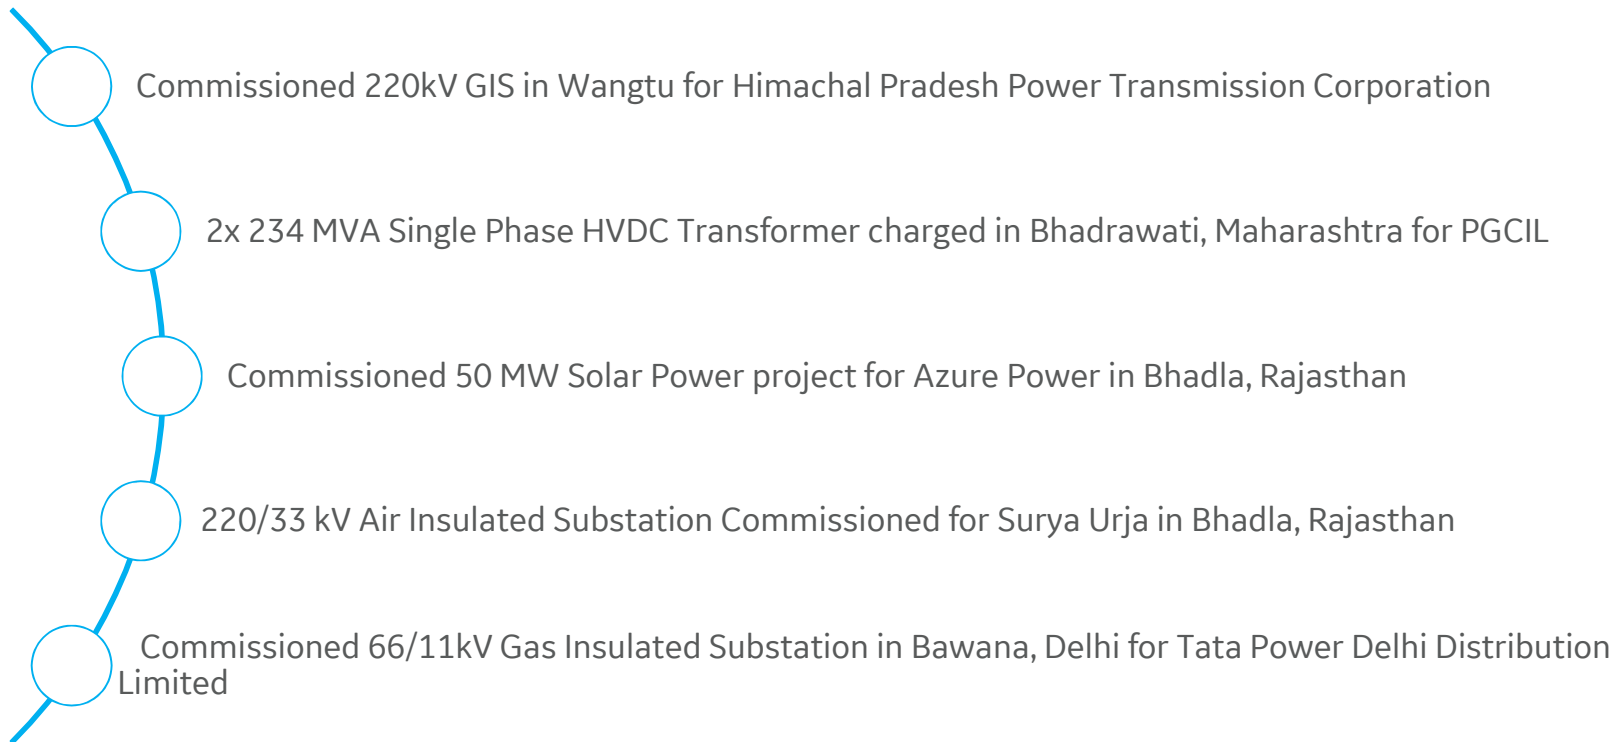 Commissioned 220kV GIS in Wangtu for Himachal Pradesh Power Transmission Corporation
2x 234 MVA Single Phase HVDC Transformer charged in Bhadrawati, Maharashtra for PGCIL
Commissioned 50 MW Solar Power project for Azure Power in Bhadla, Rajasthan
220/33 kV Air Insulated Substation Commissioned for Surya Urja in Bhadla, Rajasthan
Commissioned 66/11kV Gas Insulated Substation in Bawana, Delhi for Tata Power Delhi Distribution
Limited